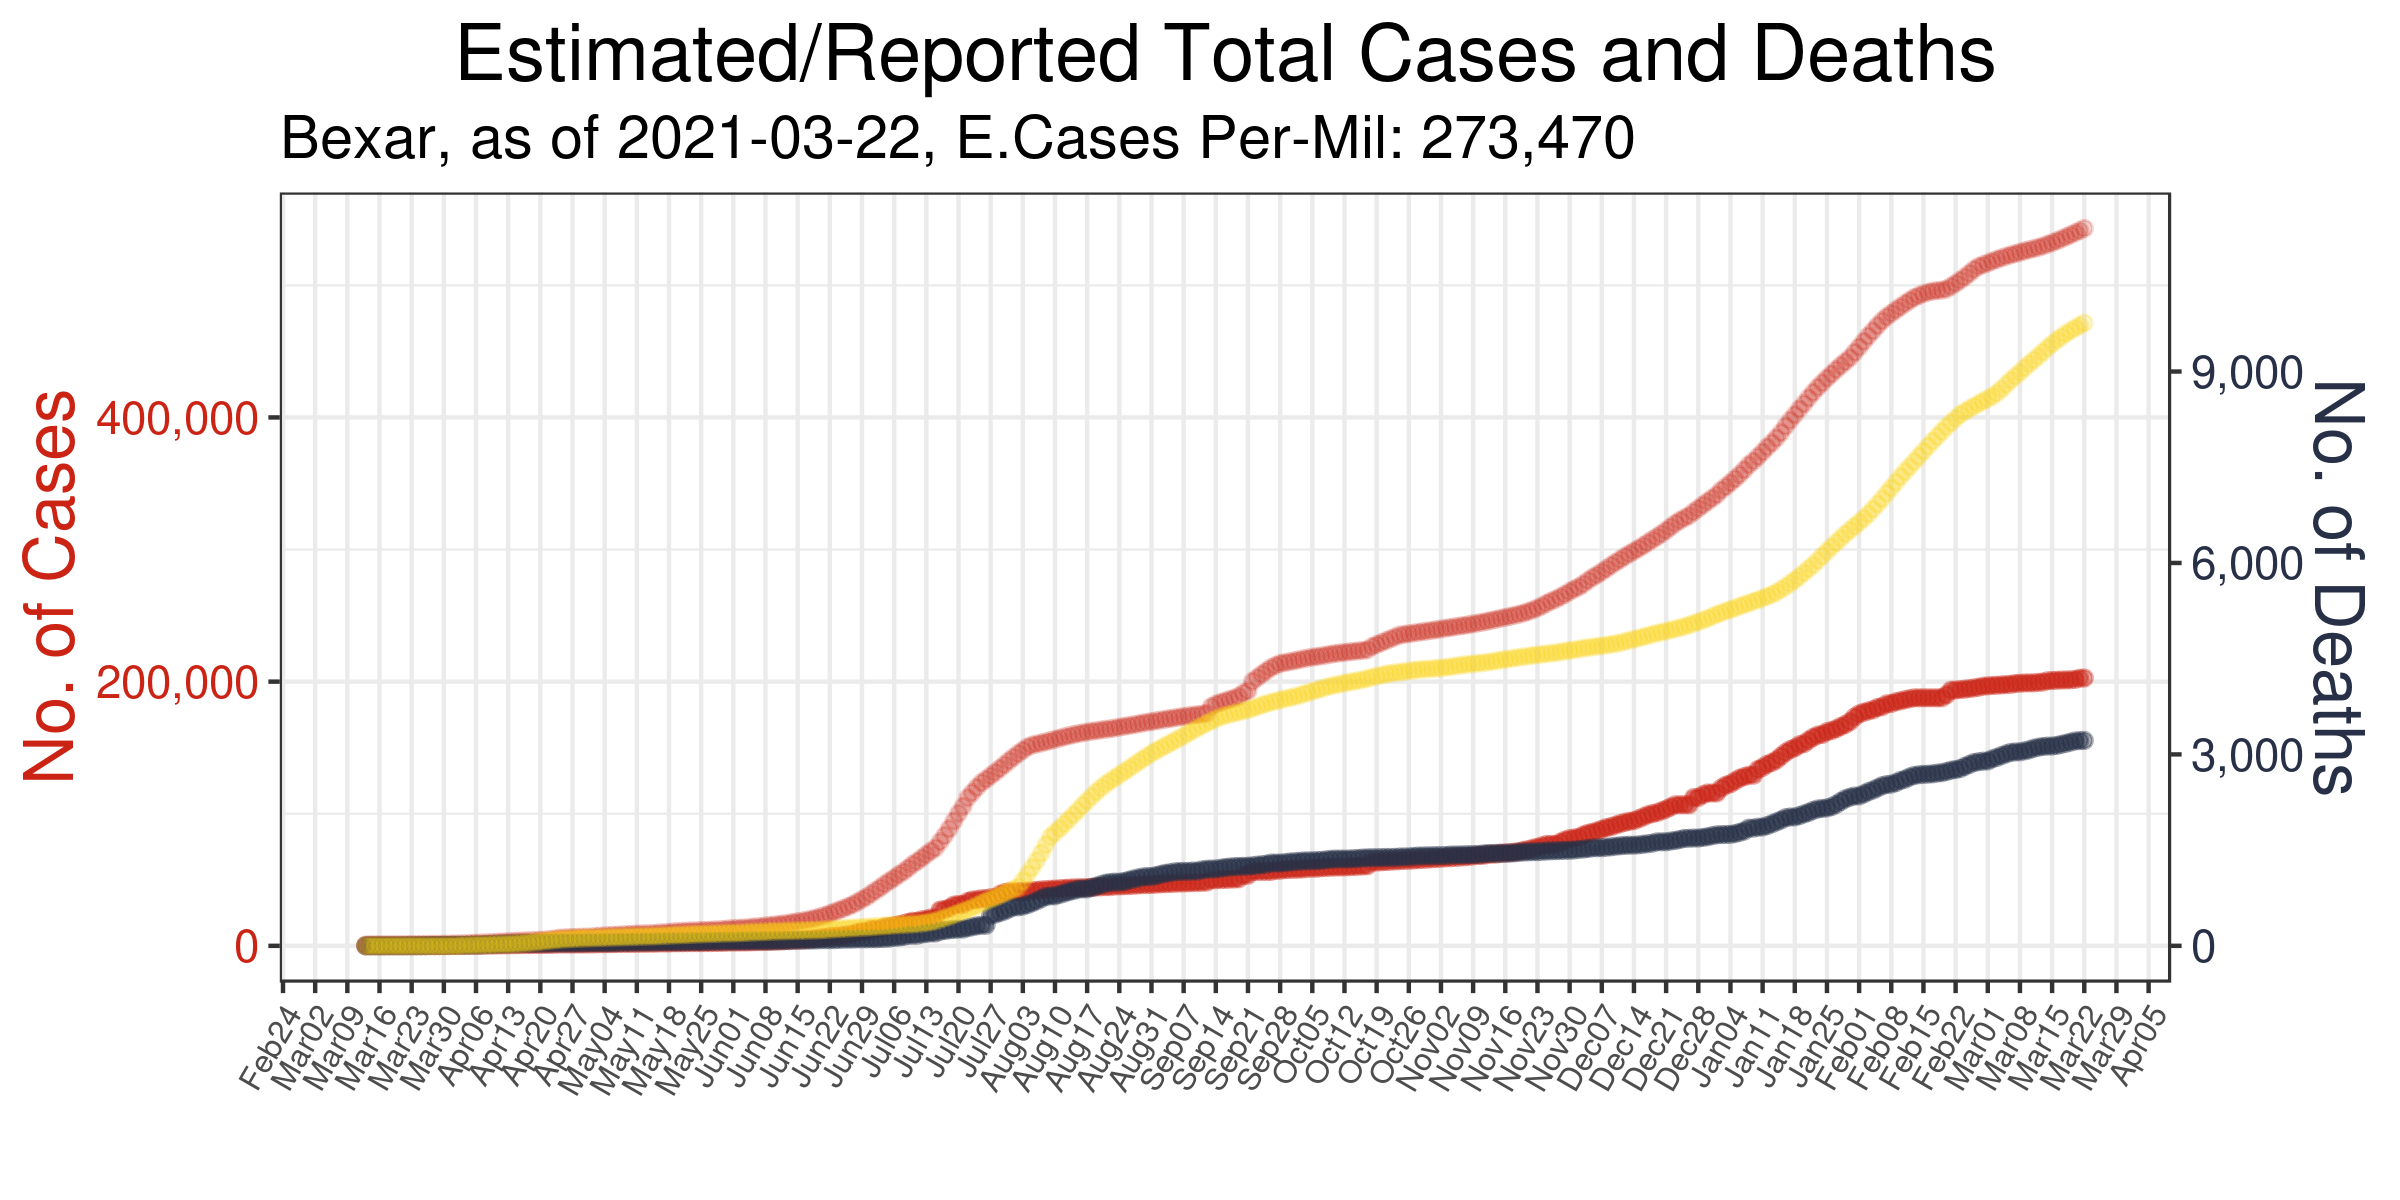 Estimated/Reported Total Cases and Deaths
Bexar, as of 2021-03-22, E.Cases Per-Mil: 273,470
No. of Cases
400,000
200,000
0
9,000
6,000
3,000
0
No. of Deaths
Feb24
Mar02
Mar09
Mar16
Mar23
Mar30
Apr06
Apr13
Apr20
Apr27
May04
May11
May18
May25
Jun01
Jun08
Jun15
Jun22
Jun29
Jul06
Jul13
Jul20
Jul27
Aug03
Aug10
Aug17
Aug24
Aug31
Sep07
Sep14
Sep21
Sep28
Oct05
Oct12
Oct19
Oct26
Nov02
Nov09
Nov16
Nov23
Nov30
Dec07
Dec14
Dec21
Dec28
Jan04
Jan11
Jan18
Jan25
Feb01
Feb08
Feb15
Feb22
Mar01
Mar08
Mar15
Mar22
Mar29
Apr05